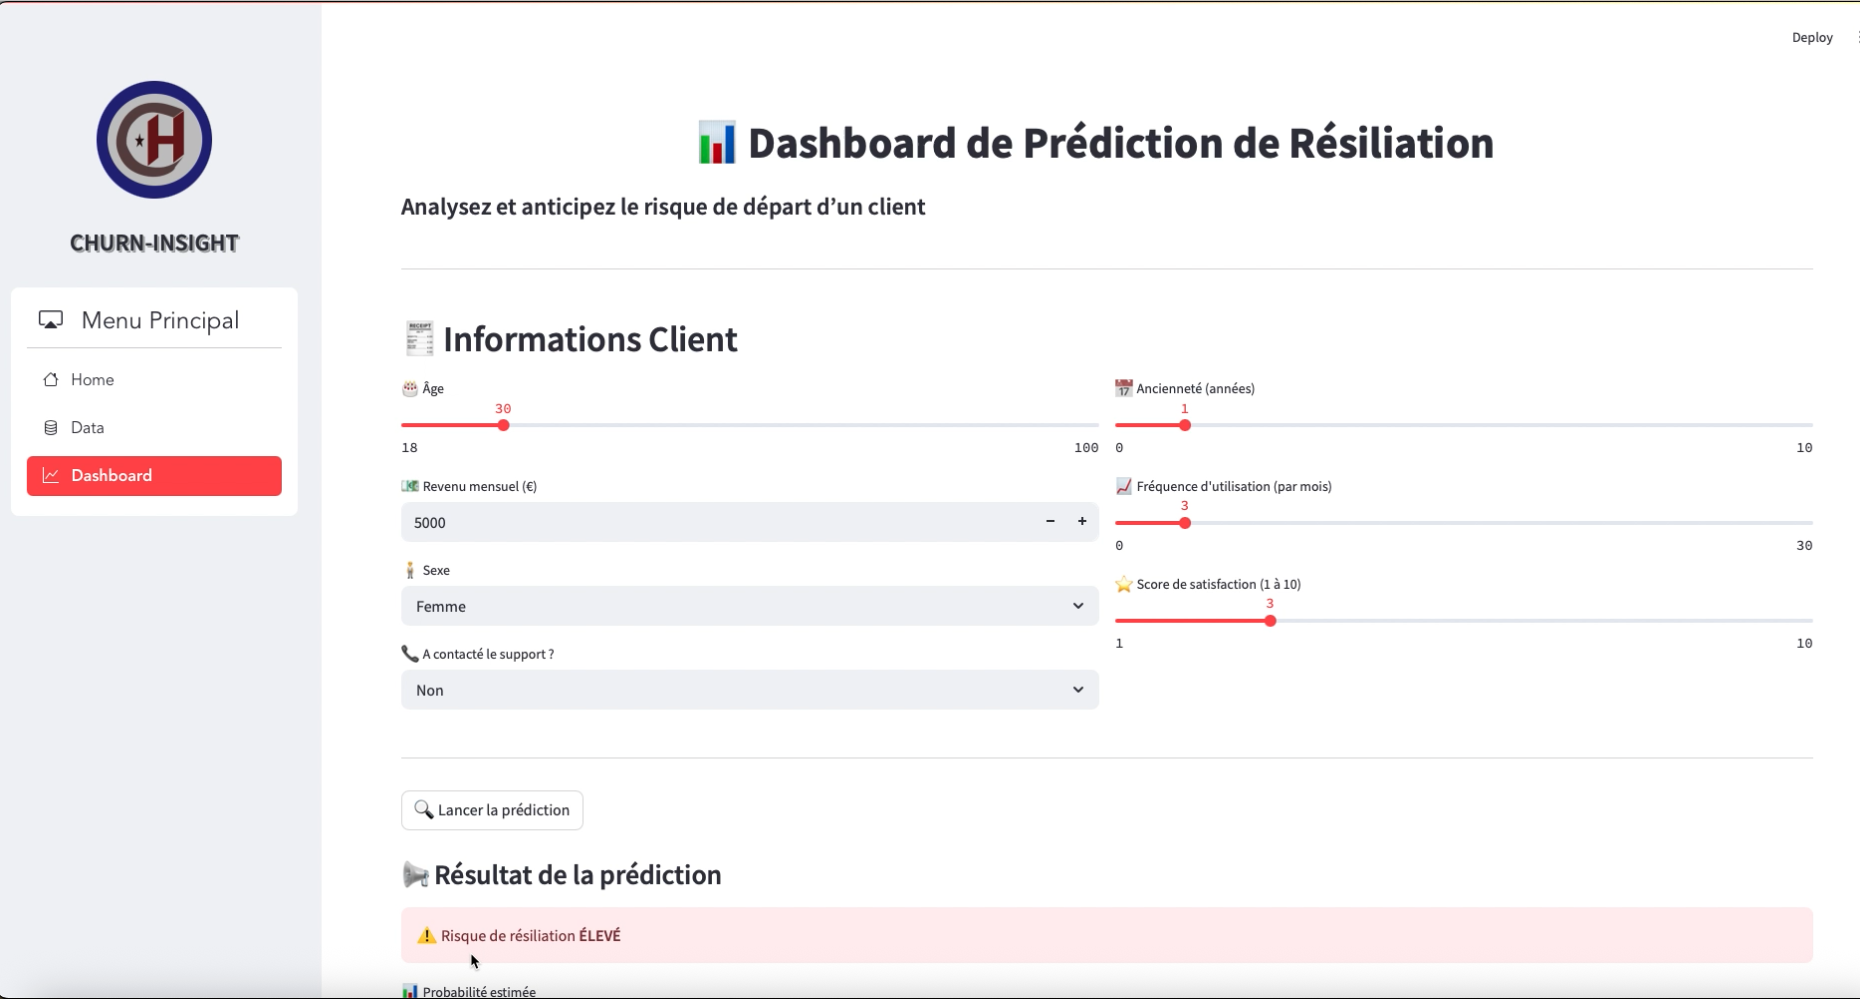 Deploy
CH
CHURN-INSIGHT
Menu Principal
Home
Data
Dashboard
Dashboard de Prédiction de Résiliation
Analysez et anticipez le risque de départ d’un client
Informations Client
Âge
30
18 100
Revenu mensuel (€)
5000 − +
Sexe
Femme
A contacté le support ?
Non
17 Ancienneté (années)
1
0 10
Fréquence d'utilisation (par mois)
3
0 30
Score de satisfaction (1 à 10)
3
1 10
Lancer la prédiction
Résultat de la prédiction
Risque de résiliation ÉLEVÉ
Probabilité estimée